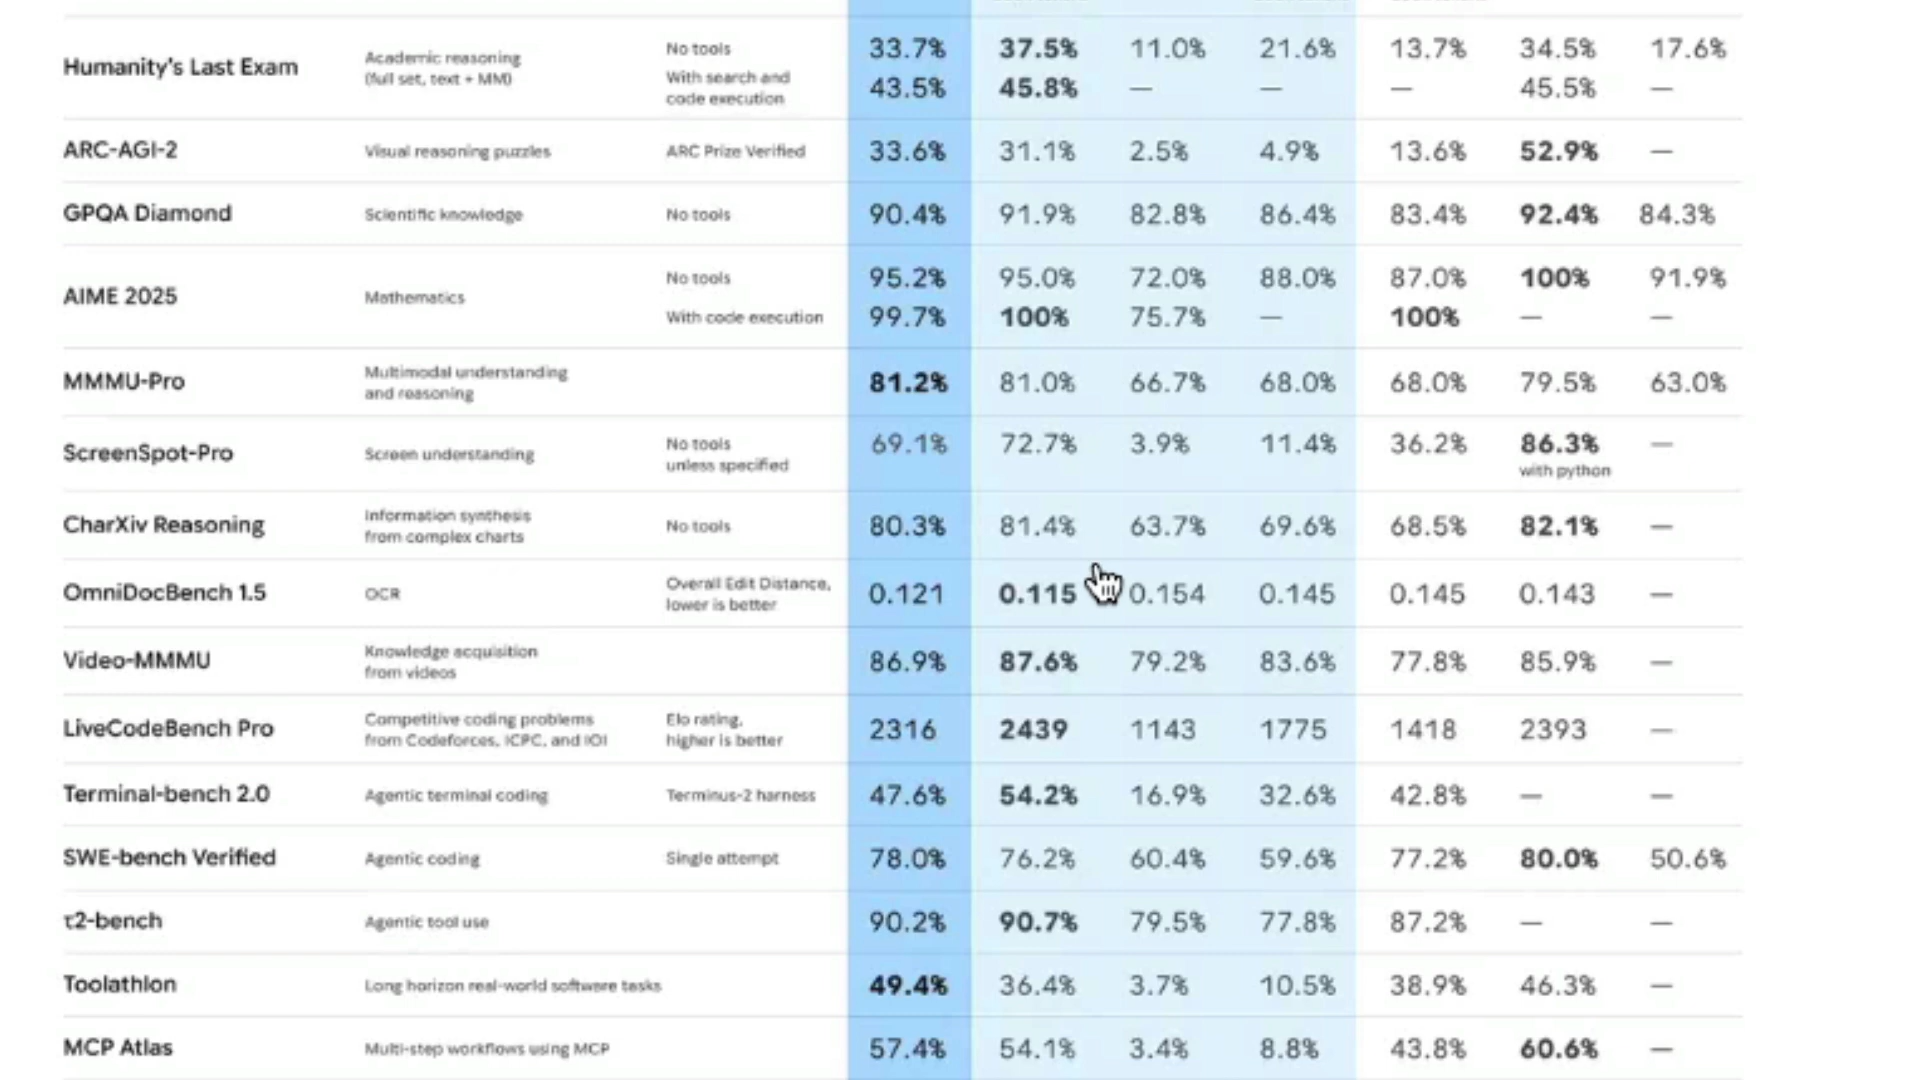 Humanity's Last Exam Academic reasoning (full set, text + MM) No tools 33.7% 37.5% 11.0% 21.6% 13.7% 34.5% 17.6%
With search and code execution 43.5% 45.8% — — — 45.5% —
ARC-AGI-2 Visual reasoning puzzles ARC Prize Verified 33.6% 31.1% 2.5% 4.9% 13.6% 52.9% —
GPQA Diamond Scientific knowledge No tools 90.4% 91.9% 82.8% 86.4% 83.4% 92.4% 84.3%
AIME 2025 Mathematics No tools 95.2% 95.0% 72.0% 88.0% 87.0% 100% 91.9%
With code execution 99.7% 100% 75.7% — 100% — —
MMMU-Pro Multimodal understanding and reasoning 81.2% 81.0% 66.7% 68.0% 68.0% 79.5% 63.0%
ScreenSpot-Pro Screen understanding No tools unless specified 69.1% 72.7% 3.9% 11.4% 36.2% 86.3% with python —
CharXiv Reasoning Information synthesis from complex charts No tools 80.3% 81.4% 63.7% 69.6% 68.5% 82.1% —
OmniDocBench 1.5 OCR Overall Edit Distance, lower is better 0.121 0.115 0.154 0.145 0.145 0.143 —
Video-MMMU Knowledge acquisition from videos 86.9% 87.6% 79.2% 83.6% 77.8% 85.9% —
LiveCodeBench Pro Competitive coding problems from Codeforces, ICPC, and IOI Elo rating, higher is better 2316 2439 1143 1775 1418 2393 —
Terminal-bench 2.0 Agentic terminal coding Terminus-2 harness 47.6% 54.2% 16.9% 32.6% 42.8% — —
SWE-bench Verified Agentic coding Single attempt 78.0% 76.2% 60.4% 59.6% 77.2% 80.0% 50.6%
τ2-bench Agentic tool use 90.2% 90.7% 79.5% 77.8% 87.2% — —
Toolathlon Long horizon real-world software tasks 49.4% 36.4% 3.7% 10.5% 38.9% 46.3% —
MCP Atlas Multi-step workflows using MCP 57.4% 54.1% 3.4% 8.8% 43.8% 60.6% —